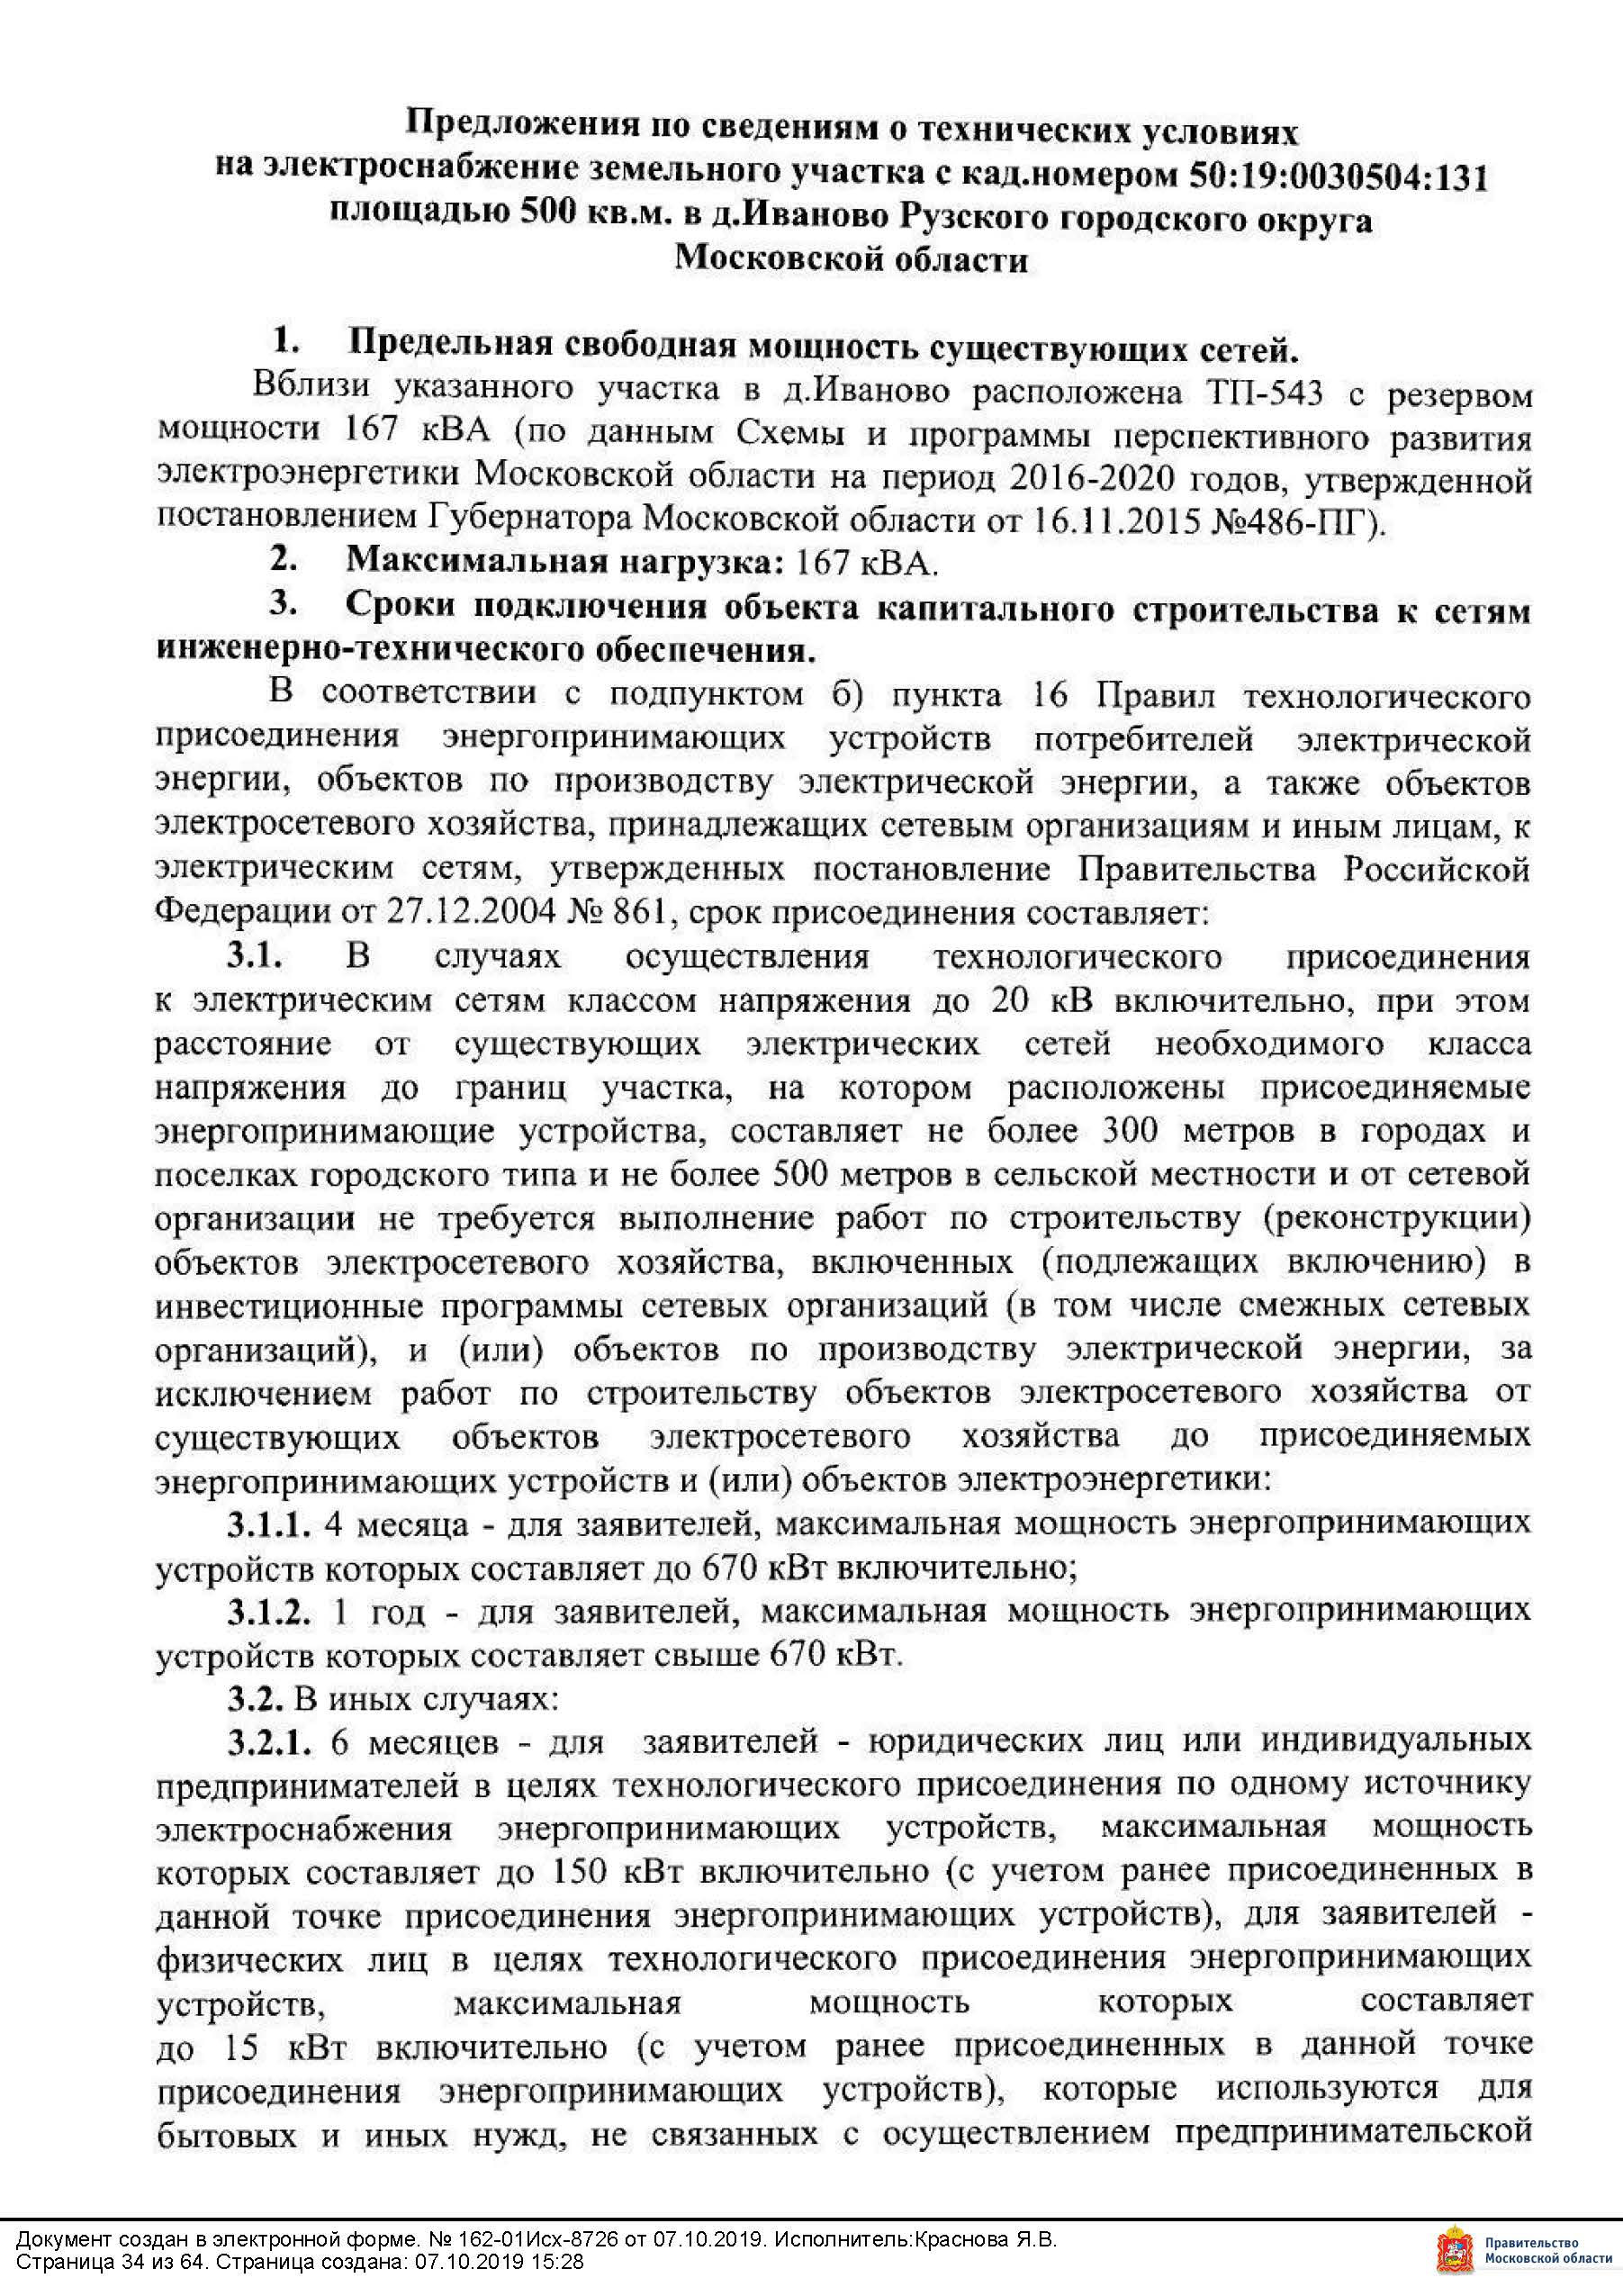 Предложения по сведениям о технических условиях
на электроснабжение земельного участка с кад.номером 50:19:0030504:131
площадью 500 кв.м. в д.Иваново Рузского городского округа
Московской области
1. Предельная свободная мощность существующих сетей.
Вблизи указанного участка в д.Иваново расположена ТП-543 с резервом
мощности 167 кВА (по данным Схемы и программы перспективного развития
электроэнергетики Московской области на период 2016-2020 годов, утвержденной
постановлением Губернатора Московской области от 16.11.2015 №486-ПГ).
2. Максимальная нагрузка: 167 кВА.
3. Сроки подключения объекта капитального строительства к сетям
инженерно-технического обеспечения.
В соответствии с подпунктом б) пункта 16 Правил технологического
присоединения энергопринимающих устройств потребителей электрической
энергии, объектов по производству электрической энергии, а также объектов
электросетевого хозяйства, принадлежащих сетевым организациям и иным лицам, к
электрическим сетям, утвержденных постановление Правительства Российской
Федерации от 27.12.2004 № 861, срок присоединения составляет:
3.1. В случаях осуществления технологического присоединения
к электрическим сетям классом напряжения до 20 кВ включительно, при этом
расстояние от существующих электрических сетей необходимого класса
напряжения до границ участка, на котором расположены присоединяемые
энергопринимающие устройства, составляет не более 300 метров в городах и
поселках городского типа и не более 500 метров в сельской местности и от сетевой
организации не требуется выполнение работ по строительству (реконструкции)
объектов электросетевого хозяйства, включенных (подлежащих включению) в
инвестиционные программы сетевых организаций (в том числе смежных сетевых
организаций), и (или) объектов по производству электрической энергии, за
исключением работ по строительству объектов электросетевого хозяйства от
существующих объектов электросетевого хозяйства до присоединяемых
энергопринимающих устройств и (или) объектов электроэнергетики:
3.1.1. 4 месяца - для заявителей, максимальная мощность энергопринимающих
устройств которых составляет до 670 кВт включительно;
3.1.2. 1 год - для заявителей, максимальная мощность энергопринимающих
устройств которых составляет свыше 670 кВт.
3.2. В иных случаях:
3.2.1. 6 месяцев - для заявителей - юридических лиц или индивидуальных
предпринимателей в целях технологического присоединения по одному источнику
электроснабжения энергопринимающих устройств, максимальная мощность
которых составляет до 150 кВт включительно (с учетом ранее присоединенных в
данной точке присоединения энергопринимающих устройств), для заявителей -
физических лиц в целях технологического присоединения энергопринимающих
устройств, максимальная мощность которых составляет
до 15 кВт включительно (с учетом ранее присоединенных в данной точке
присоединения энергопринимающих устройств), которые используются для
бытовых и иных нужд, не связанных с осуществлением предпринимательской
Документ создан в электронной форме. № 162-01Исх-8726 от 07.10.2019. Исполнитель:Краснова Я.В.
Страница 34 из 64. Страница создана: 07.10.2019 15:28
Правительство
Московской области